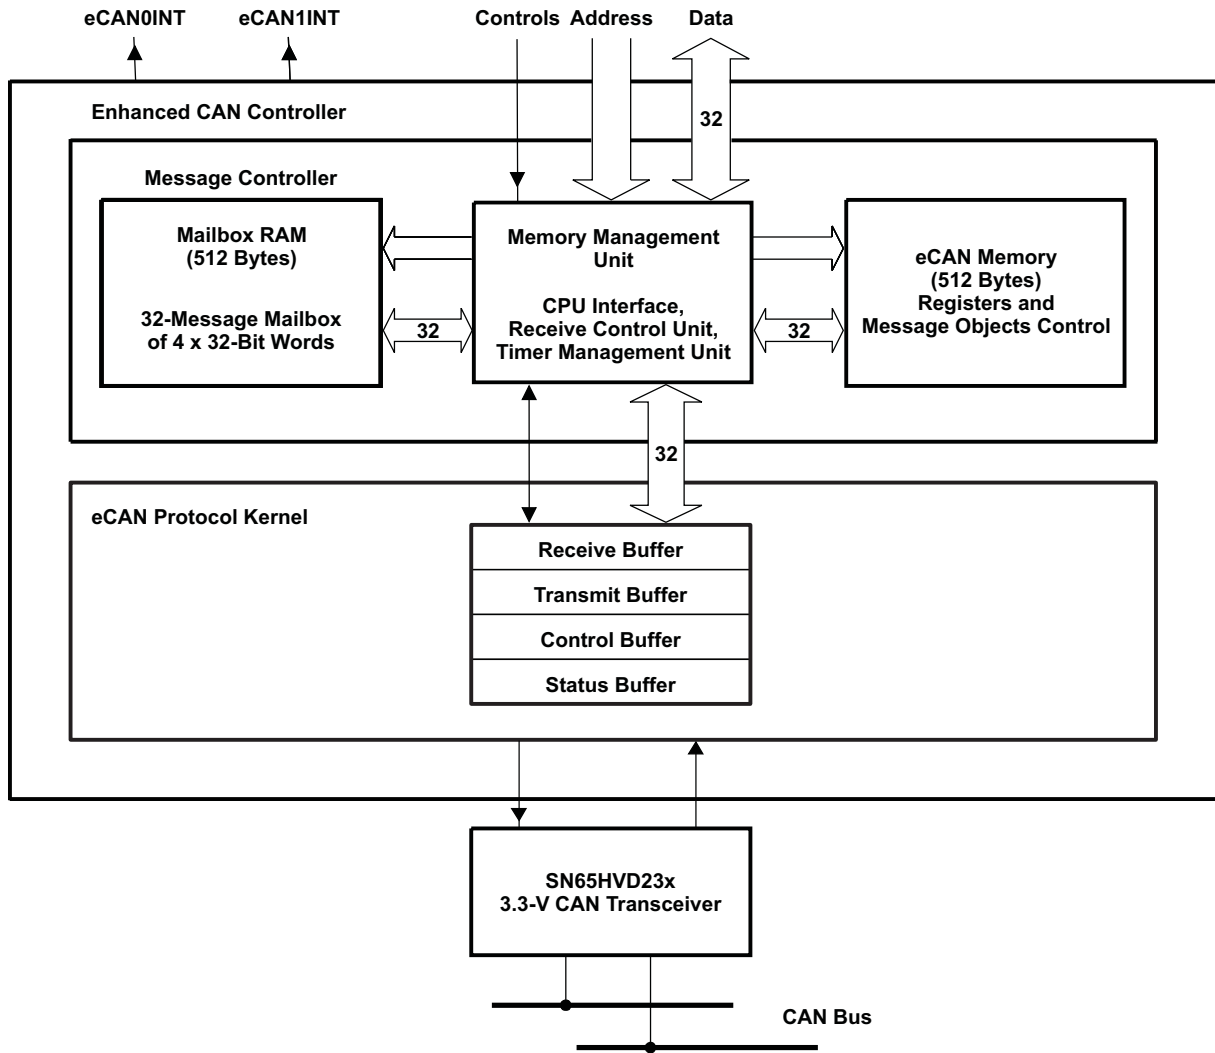 eCAN0INT
eCAN1INT
Controls
Address
Data
32
Enhanced CAN Controller
Message Controller
Mailbox RAM
(512 Bytes)
32-Message Mailbox
of 4 x 32-Bit Words
32
Memory Management
Unit
CPU Interface,
Receive Control Unit,
Timer Management Unit
32
eCAN Memory
(512 Bytes)
Registers and
Message Objects Control
32
eCAN Protocol Kernel
Receive Buffer
Transmit Buffer
Control Buffer
Status Buffer
SN65HVD23x
3.3-V CAN Transceiver
CAN Bus